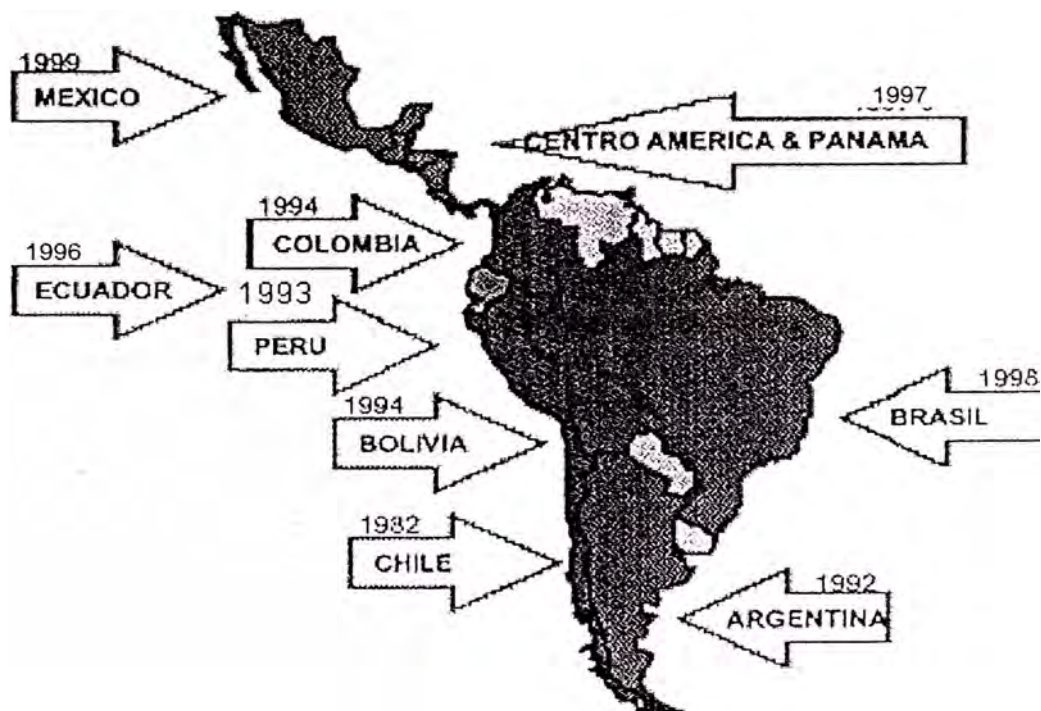 1999
MEXICO
1997
CENTRO AMERICA & PANAMA
1994
COLOMBIA
1996
ECUADOR
1993
PERU
1998
BRASIL
1994
BOLIVIA
1982
CHILE
1992
ARGENTINA